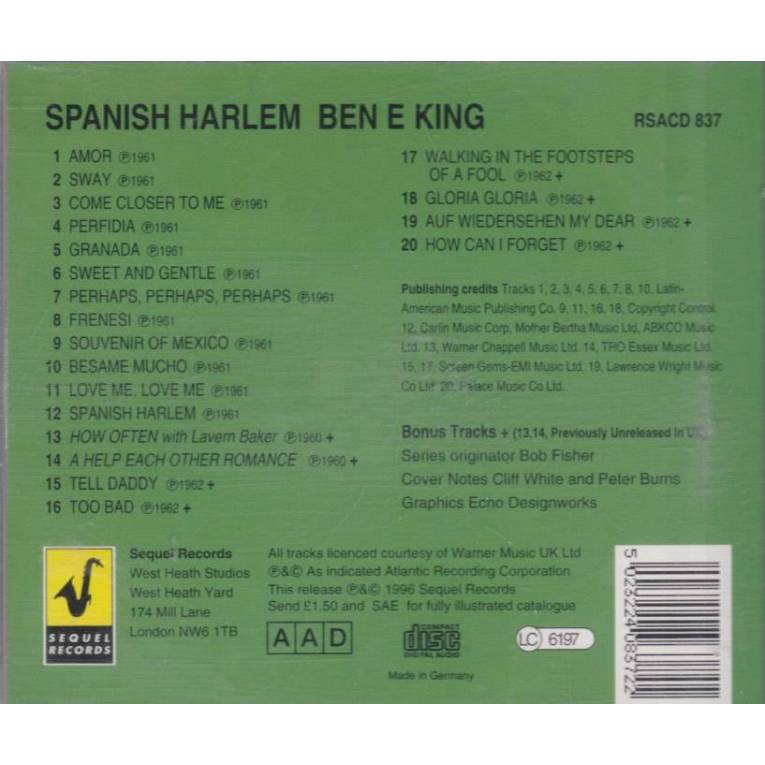 SPANISH HARLEM BEN E KING
RSACD 837
1 AMOR ℗1961
2 SWAY ℗1961
3 COME CLOSER TO ME ℗1961
4 PERFIDIA ℗1961
5 GRANADA ℗1961
6 SWEET AND GENTLE ℗1961
7 PERHAPS, PERHAPS, PERHAPS ℗1961
8 FRENESI ℗1961
9 SOUVENIR OF MEXICO ℗1961
10 BESAME MUCHO ℗1961
11 LOVE ME, LOVE ME ℗1961
12 SPANISH HARLEM ℗1961
13 HOW OFTEN with Lavern Baker ℗1960 +
14 A HELP EACH OTHER ROMANCE ℗1960 +
15 TELL DADDY ℗1962 +
16 TOO BAD ℗1962 +
17 WALKING IN THE FOOTSTEPS
OF A FOOL ℗1962 +
18 GLORIA GLORIA ℗1962 +
19 AUF WIEDERSEHEN MY DEAR ℗1962 +
20 HOW CAN I FORGET ℗1962 +
Publishing credits Tracks 1, 2, 3, 4, 5, 6, 7, 8, 10. Latin-
American Music Publishing Co. 9, 11, 16, 18, Copyright Control.
12, Carlin Music Corp, Mother Bertha Music Ltd, ABKCO Music
Ltd. 13, Warner Chappell Music Ltd. 14, TRO Essex Music Ltd.
15, 17, Screen Gems-EMI Music Ltd. 19, Lawrence Wright Music
Co Ltd. 20, Palace Music Co Ltd.
Bonus Tracks + (13,14, Previously Unreleased In UK)
Series originator Bob Fisher
Cover Notes Cliff White and Peter Burns
Graphics Echo Designworks
SEQUEL
RECORDS
Sequel Records
West Heath Studios
West Heath Yard
174 Mill Lane
London NW6 1TB
All tracks licenced courtesy of Warner Music UK Ltd
℗&© As indicated Atlantic Recording Corporation
This release ℗&© 1996 Sequel Records
Send £1.50 and SAE for fully illustrated catalogue
AAD
COMPACT
disc
DIGITAL AUDIO
LC 6197
Made in Germany
5 023224 083722